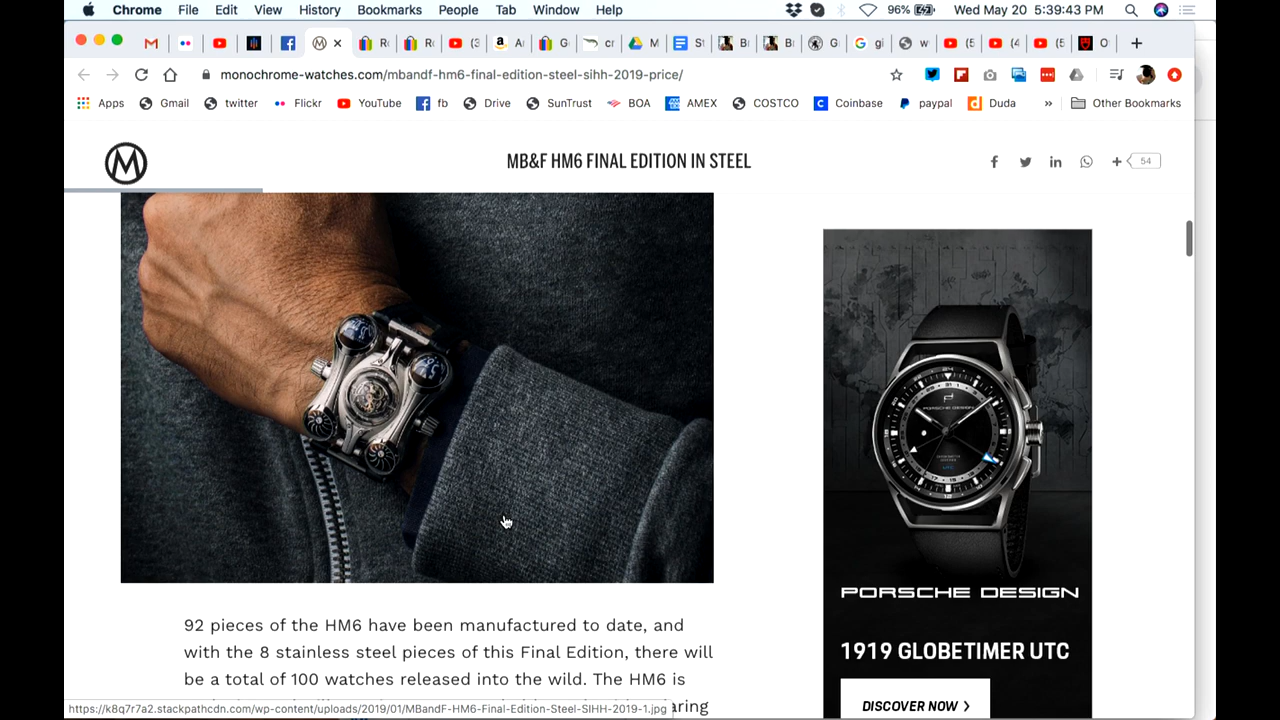 Chrome File Edit View History Bookmarks People Tab Window Help 96% Wed May 20 5:39:43 PM
monochrome-watches.com/mbandf-hm6-final-edition-steel-sihh-2019-price/
Apps Gmail twitter Flickr YouTube fb Drive SunTrust BOA AMEX COSTCO Coinbase paypal Duda » Other Bookmarks
M MB&F HM6 FINAL EDITION IN STEEL 54
PORSCHE DESIGN
1919 GLOBETIMER UTC
DISCOVER NOW >
92 pieces of the HM6 have been manufactured to date, and
with the 8 stainless steel pieces of this Final Edition, there will
be a total of 100 watches released into the wild. The HM6 is
https://k8q7r7a2.stackpathcdn.com/wp-content/uploads/2019/01/MBandF-HM6-Final-Edition-Steel-SIHH-2019-1.jpg